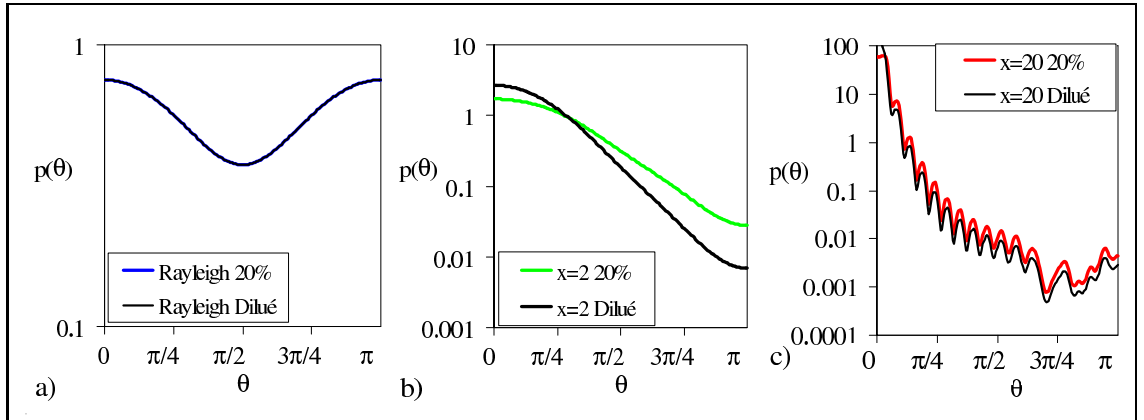 1
p(θ)
0.1
Rayleigh 20%
Rayleigh Dilué
0 π/4 π/2 3π/4 π
θ
a)
10
1
p(θ)
0.1
0.01
0.001
x=2 20%
x=2 Dilué
0 π/4 π/2 3π/4 π
θ
b)
100
10
1
p(θ)
0.1
0.01
0.001
0.0001
x=20 20%
x=20 Dilué
0 π/4 π/2 3π/4 π
θ
c)